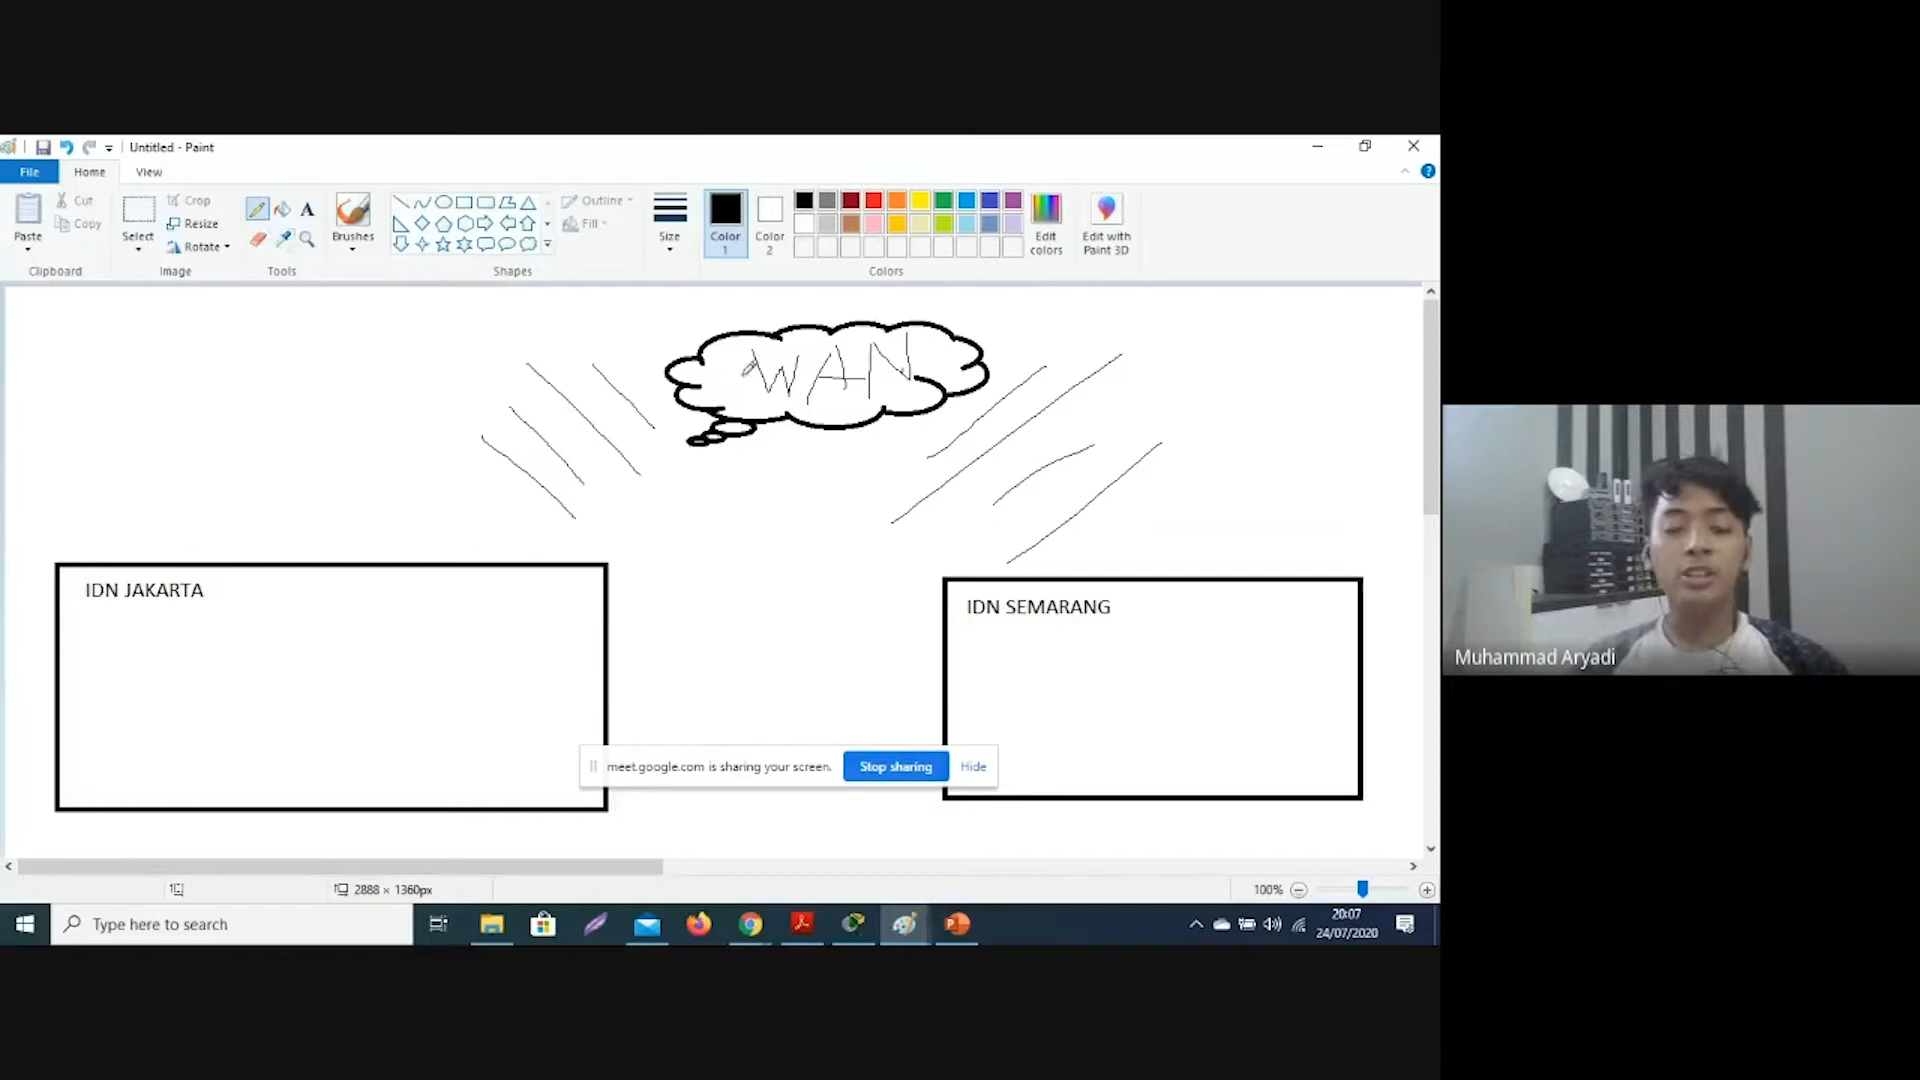 Untitled - Paint
File Home View
Paste
Cut
Copy
Clipboard
Select
Crop
Resize
Rotate
Image
A
Tools
Brushes
Outline
Fill
Shapes
Size
Color
1
Color
2
Colors
Edit
colors
Edit with
Paint 3D
WAN
IDN JAKARTA
IDN SEMARANG
meet.google.com is sharing your screen. Stop sharing Hide
Muhammad Aryadi
2888 × 1360px
100%
Type here to search
20:07
24/07/2020